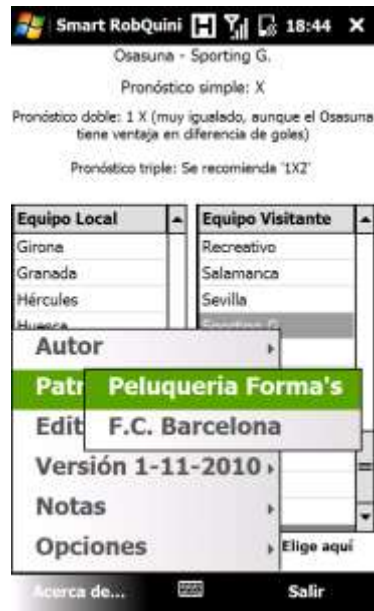 Smart RobQuini H 18:44 X
Osasuna - Sporting G.
Pronóstico simple: X
Pronóstico doble: 1 X (muy igualado, aunque el Osasuna
tiene ventaja en diferencia de goles)
Pronóstico triple: Se recomienda '1X2'
Equipo Local
Equipo Visitante
Girona
Recreativo
Granada
Salamanca
Hércules
Sevilla
Huesca
Sporting G.
Autor
Patr
Peluqueria Forma's
Edit
F.C. Barcelona
Versión 1-11-2010
Notas
Opciones
Elige aquí
Acerca de...
Salir